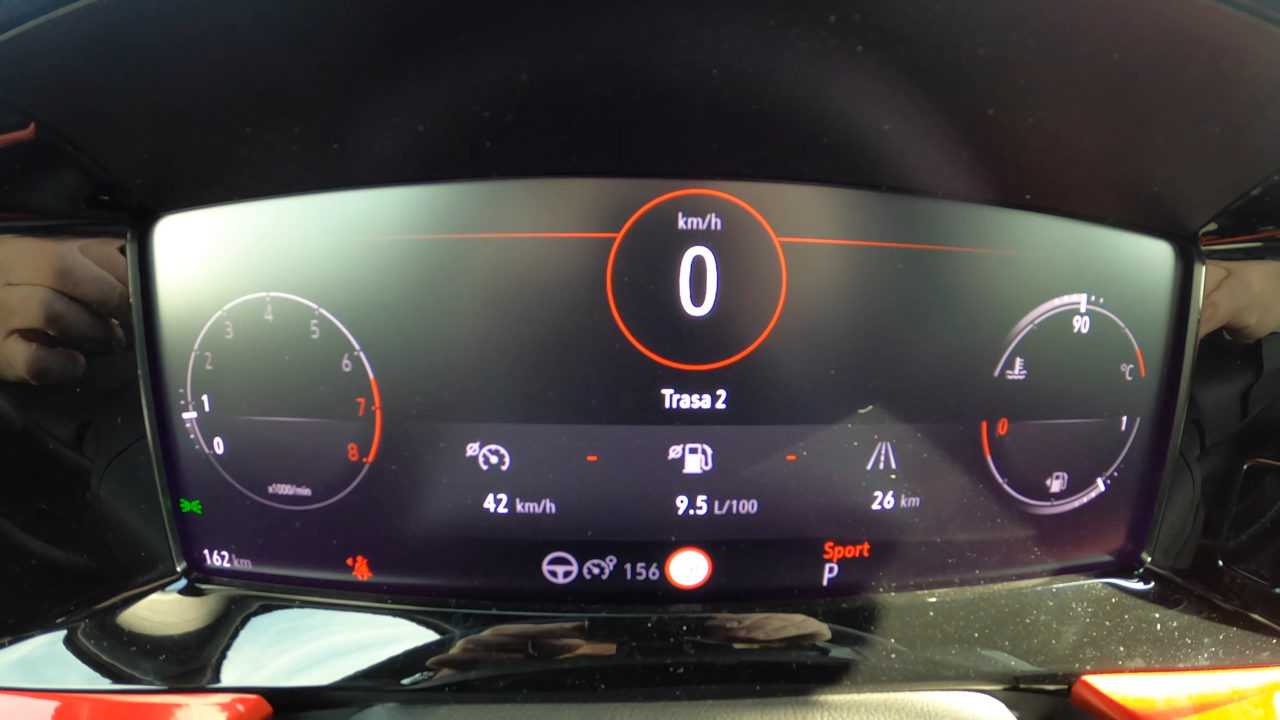 km/h
0
4
3
5
2
6
1
7
0
8
x1000/min
90
°C
0
1
Trasa 2
Ø - Ø -
42 km/h
9.5 L/100
26 km
162 km
156
Sport
P